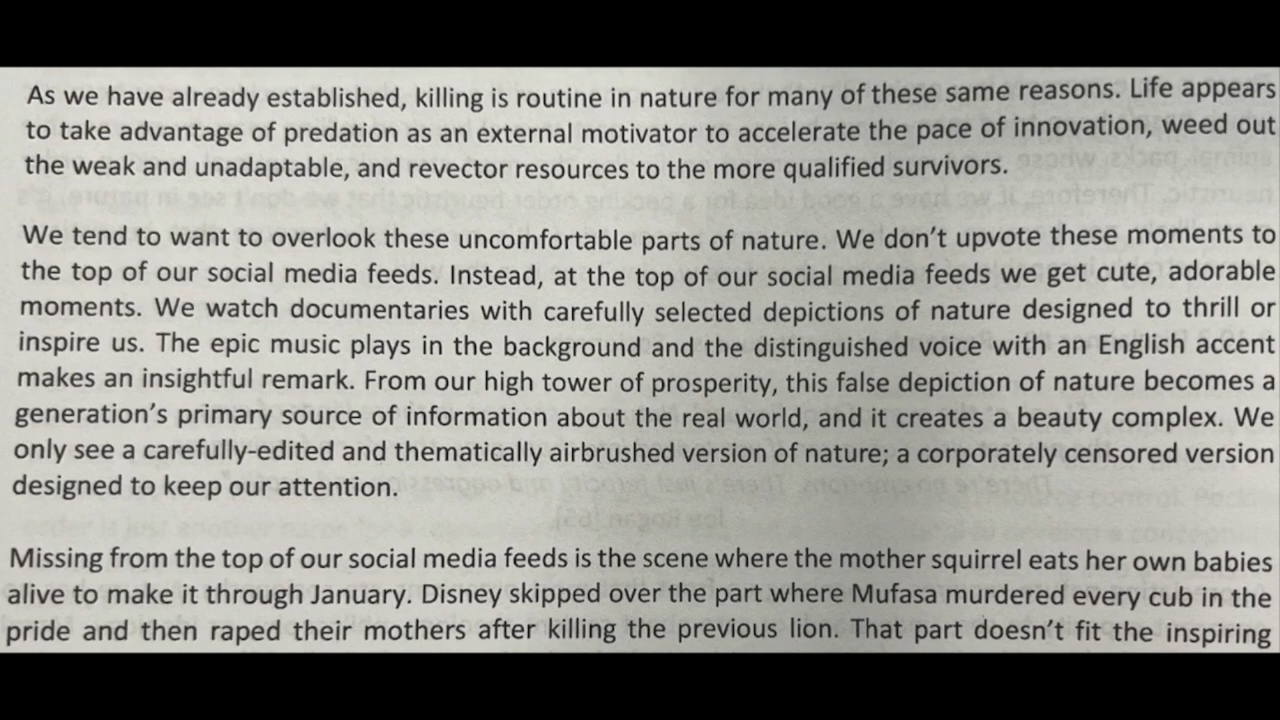 As we have already established, killing is routine in nature for many of these same reasons. Life appears
to take advantage of predation as an external motivator to accelerate the pace of innovation, weed out
the weak and unadaptable, and revector resources to the more qualified survivors.
We tend to want to overlook these uncomfortable parts of nature. We don’t upvote these moments to
the top of our social media feeds. Instead, at the top of our social media feeds we get cute, adorable
moments. We watch documentaries with carefully selected depictions of nature designed to thrill or
inspire us. The epic music plays in the background and the distinguished voice with an English accent
makes an insightful remark. From our high tower of prosperity, this false depiction of nature becomes a
generation’s primary source of information about the real world, and it creates a beauty complex. We
only see a carefully-edited and thematically airbrushed version of nature; a corporately censored version
designed to keep our attention.
Missing from the top of our social media feeds is the scene where the mother squirrel eats her own babies
alive to make it through January. Disney skipped over the part where Mufasa murdered every cub in the
pride and then raped their mothers after killing the previous lion. That part doesn’t fit the inspiring